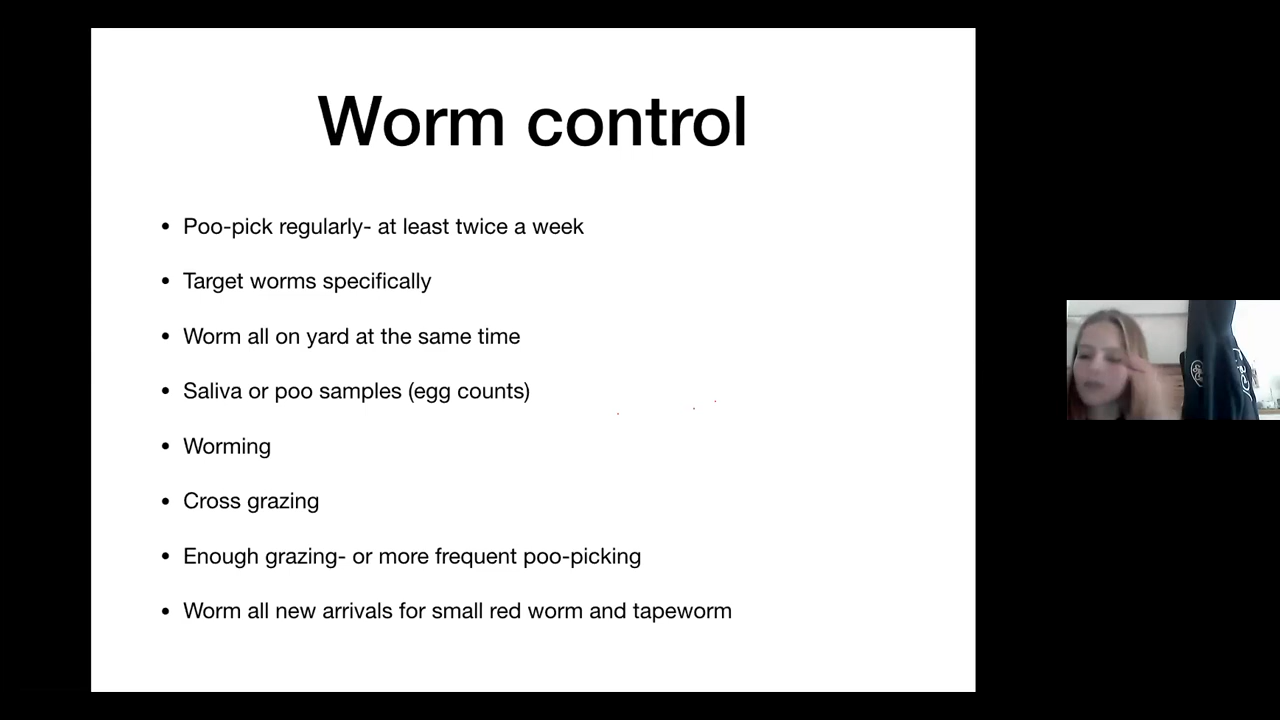 Worm control
• Poo-pick regularly- at least twice a week
• Target worms specifically
• Worm all on yard at the same time
• Saliva or poo samples (egg counts)
• Worming
• Cross grazing
• Enough grazing- or more frequent poo-picking
• Worm all new arrivals for small red worm and tapeworm